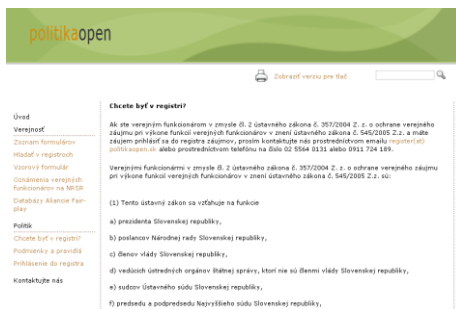 politikaopen
Zobraziť verziu pre tlač
Úvod
Verejnosť
Zoznam formulárov
Hľadať v registroch
Vzorový formulár
Oznámenia verejných
funkcionárov na NRSR
Databázy Aliancie Fair-
play
Politik
Chcete byť v registri?
Podmienky a pravidlá
Prihlásenie do registra
Kontaktujte nás
Chcete byť v registri?
Ak ste verejným funkcionárom v zmysle čl. 2 ústavného zákona č. 357/2004 Z. z. o ochrane verejného
záujmu pri výkone funkcií verejných funkcionárov v znení ústavného zákona č. 545/2005 Z.z. a máte
záujem prihlásiť sa do registra záujmov, prosím kontaktujte nás prostredníctvom emailu register(at)
politikaopen.sk alebo prostredníctvom telefónu na čísle 02 5564 0131 alebo 0911 724 189.
Verejnými funkcionármi v zmysle čl. 2 ústavného zákona č. 357/2004 Z. z. o ochrane verejného záujmu
pri výkone funkcií verejných funkcionárov v znení ústavného zákona č. 545/2005 Z.z. sú:
(1) Tento ústavný zákon sa vzťahuje na funkcie
a) prezidenta Slovenskej republiky,
b) poslancov Národnej rady Slovenskej republiky,
c) členov vlády Slovenskej republiky,
d) vedúcich ústredných orgánov štátnej správy, ktorí nie sú členmi vlády Slovenskej republiky,
e) sudcov Ústavného súdu Slovenskej republiky,
f) predsedu a podpredsedu Najvyššieho súdu Slovenskej republiky,